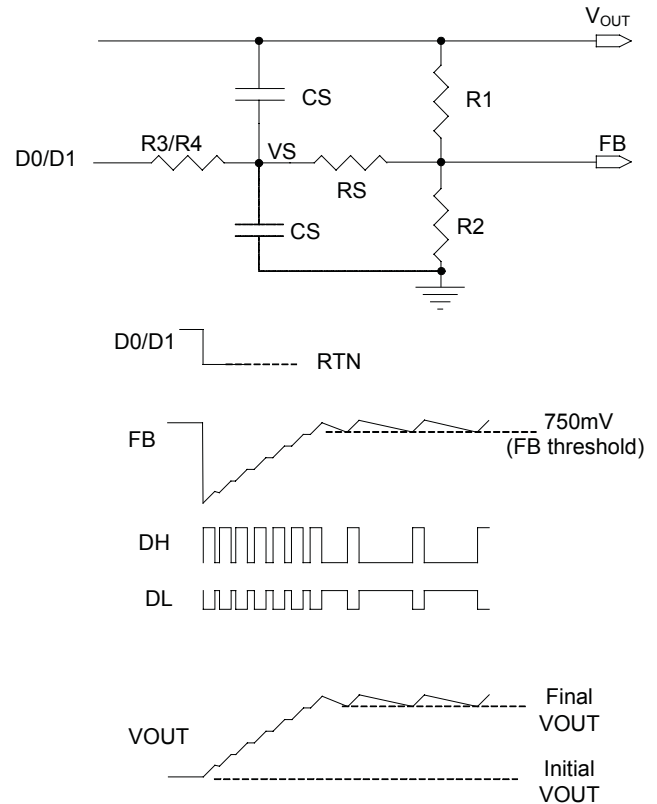 VOUT
CS
R1
D0/D1
R3/R4
VS
FB
RS
CS
R2
D0/D1
RTN
FB
750mV
(FB threshold)
DH
DL
VOUT
Final
VOUT
Initial
VOUT